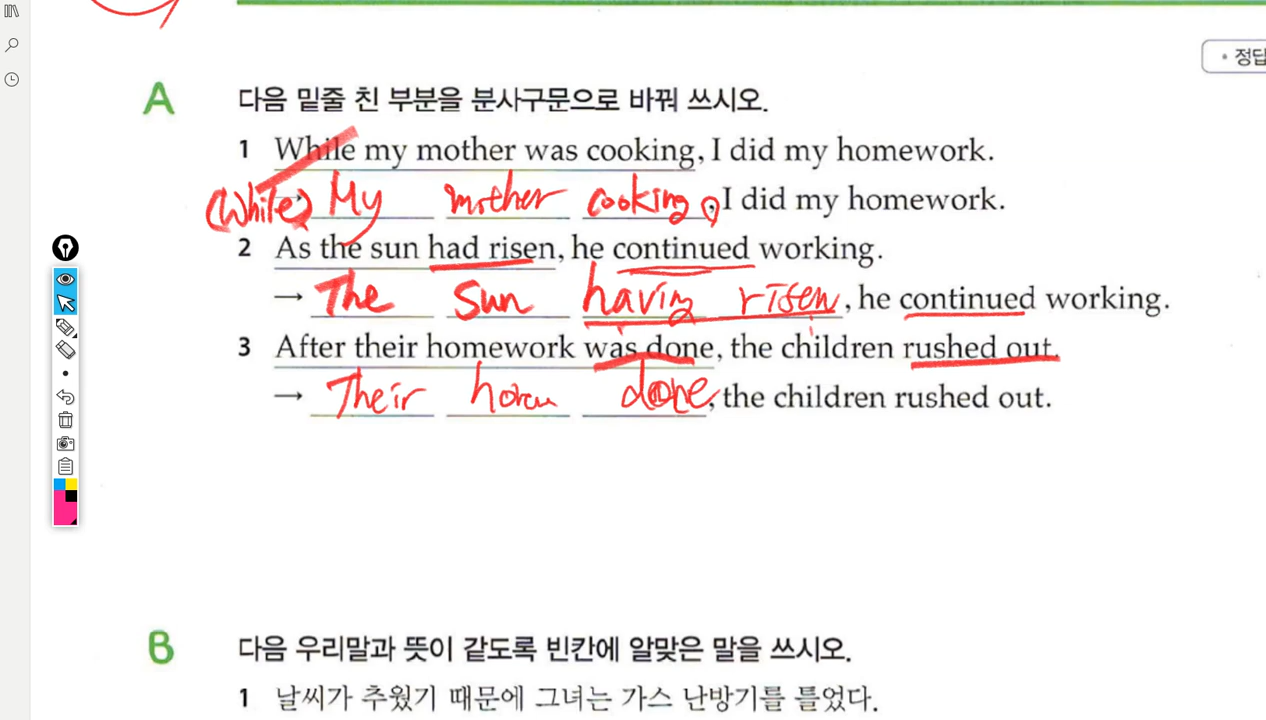 • 정답
A 다음 밑줄 친 부분을 분사구문으로 바꿔 쓰시오.
1 While my mother was cooking, I did my homework.
(While) My mother cooking, I did my homework.
2 As the sun had risen, he continued working.
→ The sun having risen, he continued working.
3 After their homework was done, the children rushed out.
→ Their done, the children rushed out.
B 다음 우리말과 뜻이 같도록 빈칸에 알맞은 말을 쓰시오.
1 날씨가 추웠기 때문에 그녀는 가스 난방기를 틀었다.